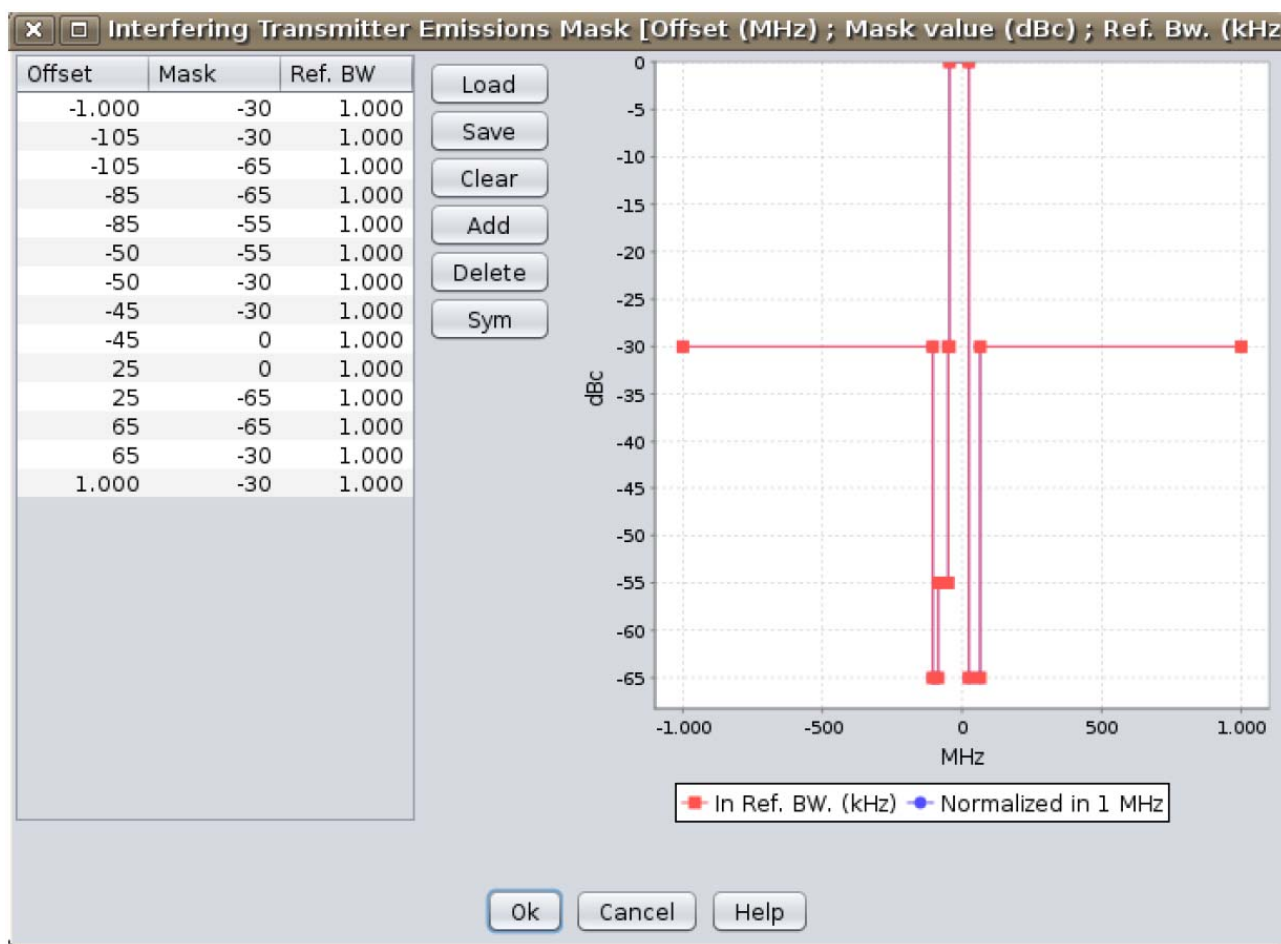 Interfering Transmitter Emissions Mask [Offset (MHz) ; Mask value (dBc) ; Ref. Bw. (kHz
Offset Mask Ref. BW
-1.000 -30 1.000
-105 -30 1.000
-105 -65 1.000
-85 -65 1.000
-85 -55 1.000
-50 -55 1.000
-50 -30 1.000
-45 -30 1.000
-45 0 1.000
25 0 1.000
25 -65 1.000
65 -65 1.000
65 -30 1.000
1.000 -30 1.000
Load
Save
Clear
Add
Delete
Sym
0
-5
-10
-15
-20
-25
-30
-35
-40
-45
-50
-55
-60
-65
dBc
-1.000 -500 0 500 1.000
MHz
In Ref. BW. (kHz) Normalized in 1 MHz
Ok Cancel Help